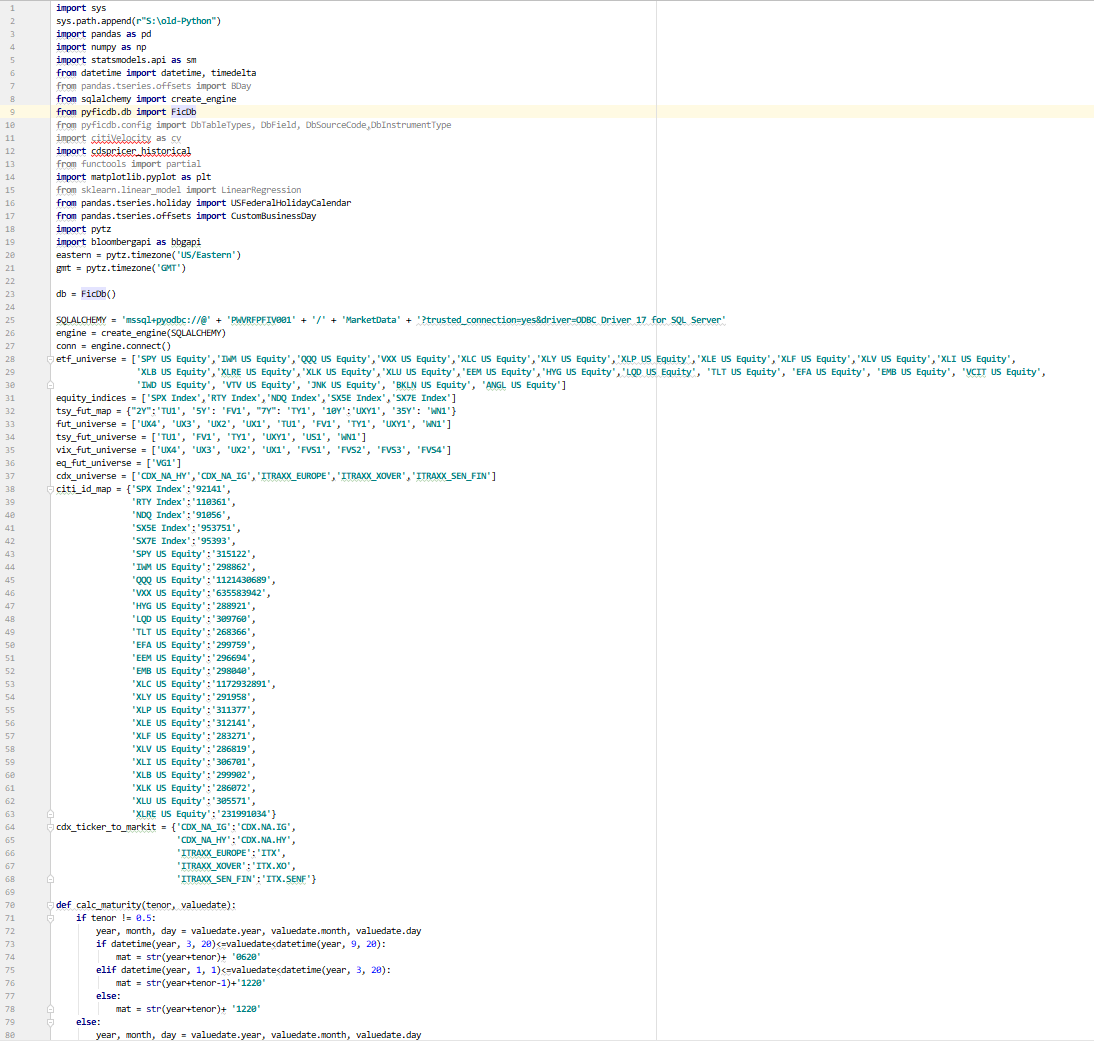 1 import sys
2 sys.path.append(r"S:\old-Python")
3 import pandas as pd
4 import numpy as np
5 import statsmodels.api as sm
6 from datetime import datetime, timedelta
7 from pandas.tseries.offsets import BDay
8 from sqlalchemy import create_engine
9 from pyficdb.db import FicDb
10 from pyficdb.config import DbTableTypes, DbField, DbSourceCode,DbInstrumentType
11 import citiVelocity as cv
12 import cdspricer_historical
13 from functools import partial
14 import matplotlib.pyplot as plt
15 from sklearn.linear_model import LinearRegression
16 from pandas.tseries.holiday import USFederalHolidayCalendar
17 from pandas.tseries.offsets import CustomBusinessDay
18 import pytz
19 import bloombergapi as bbgapi
20 eastern = pytz.timezone('US/Eastern')
21 gmt = pytz.timezone('GMT')
22
23 db = FicDb()
24
25 SQLALCHEMY = 'mssql+pyodbc://@' + 'PWVRFPFIV001' + '/' + 'MarketData' + '?trusted_connection=yes&driver=ODBC Driver 17 for SQL Server'
26 engine = create_engine(SQLALCHEMY)
27 conn = engine.connect()
28 etf_universe = ['SPY US Equity','IWM US Equity','QQQ US Equity','VXX US Equity','XLC US Equity','XLY US Equity','XLP US Equity','XLE US Equity','XLF US Equity','XLV US Equity','XLI US Equity',
29 'XLB US Equity','XLRE US Equity','XLK US Equity','XLU US Equity','EEM US Equity','HYG US Equity','LQD US Equity', 'TLT US Equity', 'EFA US Equity', 'EMB US Equity', 'VCIT US Equity',
30 'IWD US Equity', 'VTV US Equity', 'JNK US Equity', 'BKLN US Equity', 'ANGL US Equity']
31 equity_indices = ['SPX Index','RTY Index','NDQ Index','SX5E Index','SX7E Index']
32 tsy_fut_map = {"2Y":'TU1', '5Y': 'FV1', "7Y": 'TY1', '10Y':'UXY1', '35Y': 'WN1'}
33 fut_universe = ['UX4', 'UX3', 'UX2', 'UX1', 'TU1', 'FV1', 'TY1', 'UXY1', 'WN1']
34 tsy_fut_universe = ['TU1', 'FV1', 'TY1', 'UXY1', 'US1', 'WN1']
35 vix_fut_universe = ['UX4', 'UX3', 'UX2', 'UX1', 'FVS1', 'FVS2', 'FVS3', 'FVS4']
36 eq_fut_universe = ['VG1']
37 cdx_universe = ['CDX_NA_HY','CDX_NA_IG','ITRAXX_EUROPE','ITRAXX_XOVER','ITRAXX_SEN_FIN']
38 citi_id_map = {'SPX Index':'92141',
39 'RTY Index':'110361',
40 'NDQ Index':'91056',
41 'SX5E Index':'953751',
42 'SX7E Index':'95393',
43 'SPY US Equity':'315122',
44 'IWM US Equity':'298862',
45 'QQQ US Equity':'1121430689',
46 'VXX US Equity':'635583942',
47 'HYG US Equity':'288921',
48 'LQD US Equity':'309760',
49 'TLT US Equity':'268366',
50 'EFA US Equity':'299759',
51 'EEM US Equity':'296694',
52 'EMB US Equity':'298040',
53 'XLC US Equity':'1172932891',
54 'XLY US Equity':'291958',
55 'XLP US Equity':'311377',
56 'XLE US Equity':'312141',
57 'XLF US Equity':'283271',
58 'XLV US Equity':'286819',
59 'XLI US Equity':'306701',
60 'XLB US Equity':'299902',
61 'XLK US Equity':'286072',
62 'XLU US Equity':'305571',
63 'XLRE US Equity':'231991034'}
64 cdx_ticker_to_markit = {'CDX_NA_IG':'CDX.NA.IG',
65 'CDX_NA_HY':'CDX.NA.HY',
66 'ITRAXX_EUROPE':'ITX',
67 'ITRAXX_XOVER':'ITX.XO',
68 'ITRAXX_SEN_FIN':'ITX.SENF'}
69
70 def calc_maturity(tenor, valuedate):
71 if tenor != 0.5:
72 year, month, day = valuedate.year, valuedate.month, valuedate.day
73 if datetime(year, 3, 20)<=valuedate<datetime(year, 9, 20):
74 mat = str(year+tenor)+ '0620'
75 elif datetime(year, 1, 1)<=valuedate<datetime(year, 3, 20):
76 mat = str(year+tenor-1)+'1220'
77 else:
78 mat = str(year+tenor)+ '1220'
79 else:
80 year, month, day = valuedate.year, valuedate.month, valuedate.day